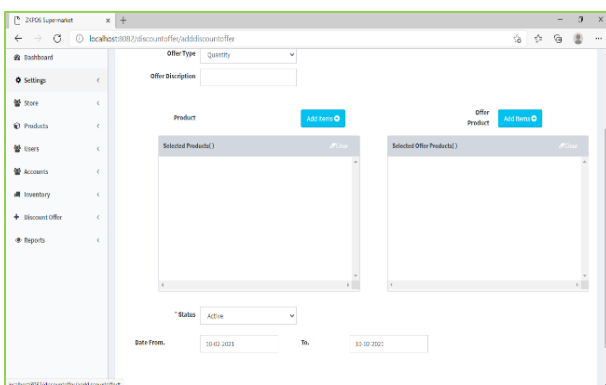 2XPOS Supermarket
localhost:8082/discountoffer/adddiscountoffer
Dashboard
Settings
Store
Products
Users
Accounts
Inventory
Discount Offer
Reports
Offer Type Quantity
Offer Discription
Product Add Items
Offer Product Add Items
Selected Products( ) Clear
Selected Offer Products( ) Clear
* Status Active
Date From. 10-02-2021 To. 10-10-2021